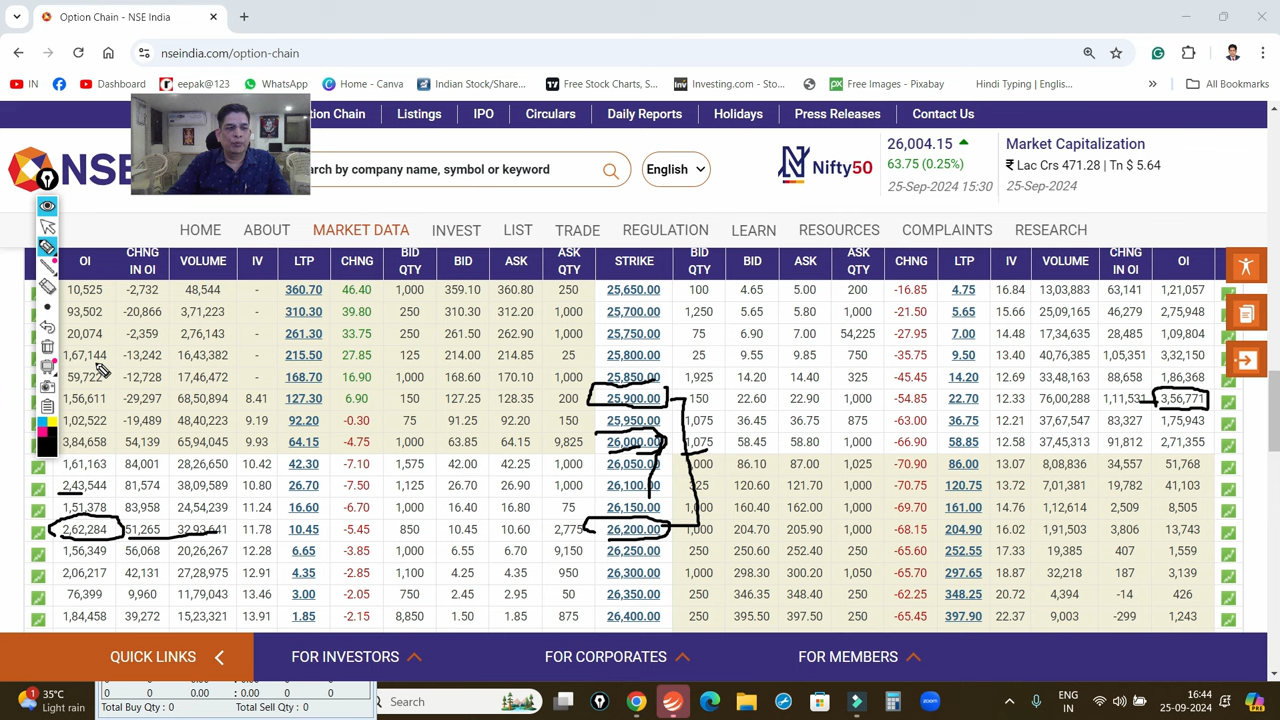 Option Chain - NSE India
nseindia.com/option-chain
IN Dashboard eepak@123 WhatsApp Home - Canva Indian Stock/Share... Free Stock Charts, S... Investing.com - Sto... Free Images - Pixabay Hindi Typing | Englis... All Bookmarks
tion Chain Listings IPO Circulars Daily Reports Holidays Press Releases Contact Us
NSE
arch by company name, symbol or keyword
English
Nifty50
26,004.15
63.75 (0.25%)
25-Sep-2024 15:30
Market Capitalization
₹ Lac Crs 471.28 | Tn $ 5.64
25-Sep-2024
HOME ABOUT MARKET DATA INVEST LIST TRADE REGULATION LEARN RESOURCES COMPLAINTS RESEARCH
OI CHNG IN OI VOLUME IV LTP CHNG BID QTY BID ASK ASK QTY STRIKE BID QTY BID ASK ASK QTY CHNG LTP IV VOLUME CHNG IN OI OI
10,525 -2,732 48,544 - 360.70 46.40 1,000 359.10 360.80 250 25,650.00 100 4.65 5.00 200 -16.85 4.75 16.84 13,03,883 63,141 1,21,057
93,502 -20,866 3,71,223 - 310.30 39.80 250 310.30 312.90 1,000 25,700.00 1,250 5.65 6.00 250 -21.50 5.65 15.66 25,09,165 46,279 2,75,948
20,074 -2,359 2,76,143 - 261.30 33.75 250 261.50 262.90 1,000 25,750.00 75 6.90 7.00 54,225 -27.95 7.00 14.48 17,34,635 28,485 1,09,804
1,67,144 -13,242 16,43,382 - 215.50 27.85 125 214.00 214.85 25 25,800.00 25 9.55 9.55 750 -35.75 9.50 13.40 40,76,385 1,05,351 3,32,150
59,722 -12,728 17,46,472 - 168.70 16.90 1,000 168.60 170.10 1,000 25,850.00 1,925 14.20 14.40 325 -45.45 14.20 12.69 33,48,163 88,658 1,86,368
1,56,611 -29,297 68,50,894 8.41 127.30 6.90 150 127.25 128.35 200 25,900.00 150 22.60 22.90 1,000 -54.85 22.70 12.33 76,00,288 1,11,531 3,56,771
1,02,522 -19,489 48,40,223 9.19 92.20 -0.30 75 91.25 92.25 1,000 25,950.00 1,075 36.45 36.75 875 -63.00 36.75 12.21 37,67,547 83,327 1,75,943
3,84,658 54,139 65,94,045 9.93 64.15 -4.75 1,000 63.85 64.15 9,825 26,000.00 1,075 58.45 58.80 1,000 -66.90 58.85 12.58 37,45,313 91,812 2,71,355
1,61,163 84,001 28,26,650 10.42 42.30 -7.10 1,575 42.00 42.25 1,000 26,050.00 1,000 86.10 87.00 1,025 -70.90 86.00 13.07 8,08,836 34,557 51,768
2,43,544 81,574 38,09,589 10.80 26.70 -7.50 1,125 26.70 26.90 1,000 26,100.00 325 120.60 121.70 1,000 -70.75 120.75 13.59 7,01,381 19,782 41,103
1,51,378 83,958 24,54,239 11.24 16.60 -6.70 1,000 16.40 16.80 75 26,150.00 1,000 160.40 162.00 1,000 -69.70 161.00 14.76 1,12,614 2,509 8,505
2,62,284 51,265 32,93,641 11.78 10.45 -5.45 850 10.45 10.60 2,775 26,200.00 1,000 204.70 205.90 1,000 -68.15 204.90 16.02 1,91,503 3,806 13,743
1,56,349 56,068 20,26,267 12.28 6.65 -3.85 1,000 6.55 6.70 9,150 26,250.00 250 250.60 252.55 1,000 -65.60 252.55 17.33 19,385 407 1,559
2,06,217 42,131 27,28,975 12.91 4.35 -2.85 1,100 4.25 4.35 950 26,300.00 1,000 298.30 300.20 1,050 -65.70 297.65 18.87 32,218 187 3,139
76,399 9,960 11,79,043 13.46 3.00 -2.05 750 2.45 2.95 50 26,350.00 250 346.35 348.40 250 -62.25 348.25 20.72 4,394 -14 426
1,84,458 39,272 15,23,321 13.91 1.85 -2.15 8,850 1.50 1.85 875 26,400.00 250 395.50 397.50 250 -65.45 397.90 22.37 9,003 -299 1,243
QUICK LINKS FOR INVESTORS FOR CORPORATES FOR MEMBERS
0 0 0.00 : 0.00 0 0
Total Buy Qty : 0 Total Sell Qty : 0
35°C
Light rain
1
Search
ENG
IN
16:44
25-09-2024